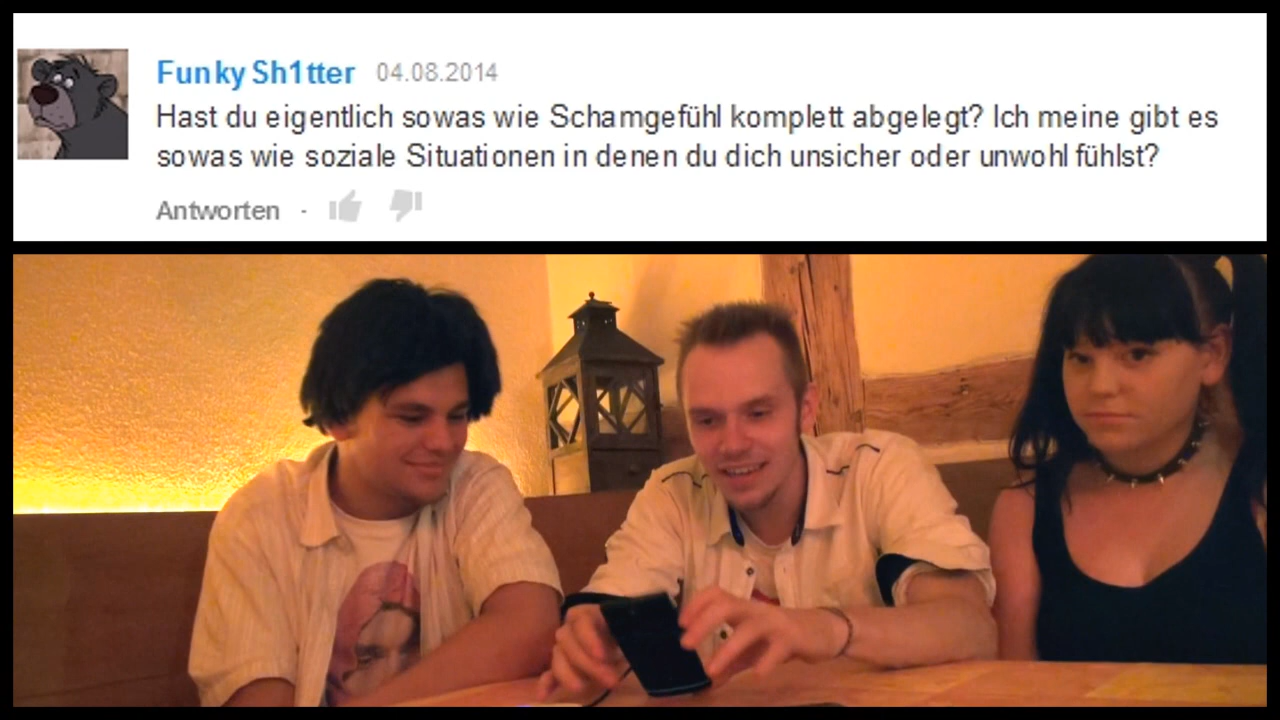 Funky Sh1tter 04.08.2014
Hast du eigentlich sowas wie Schamgefühl komplett abgelegt? Ich meine gibt es
sowas wie soziale Situationen in denen du dich unsicher oder unwohl fühlst?
Antworten ·